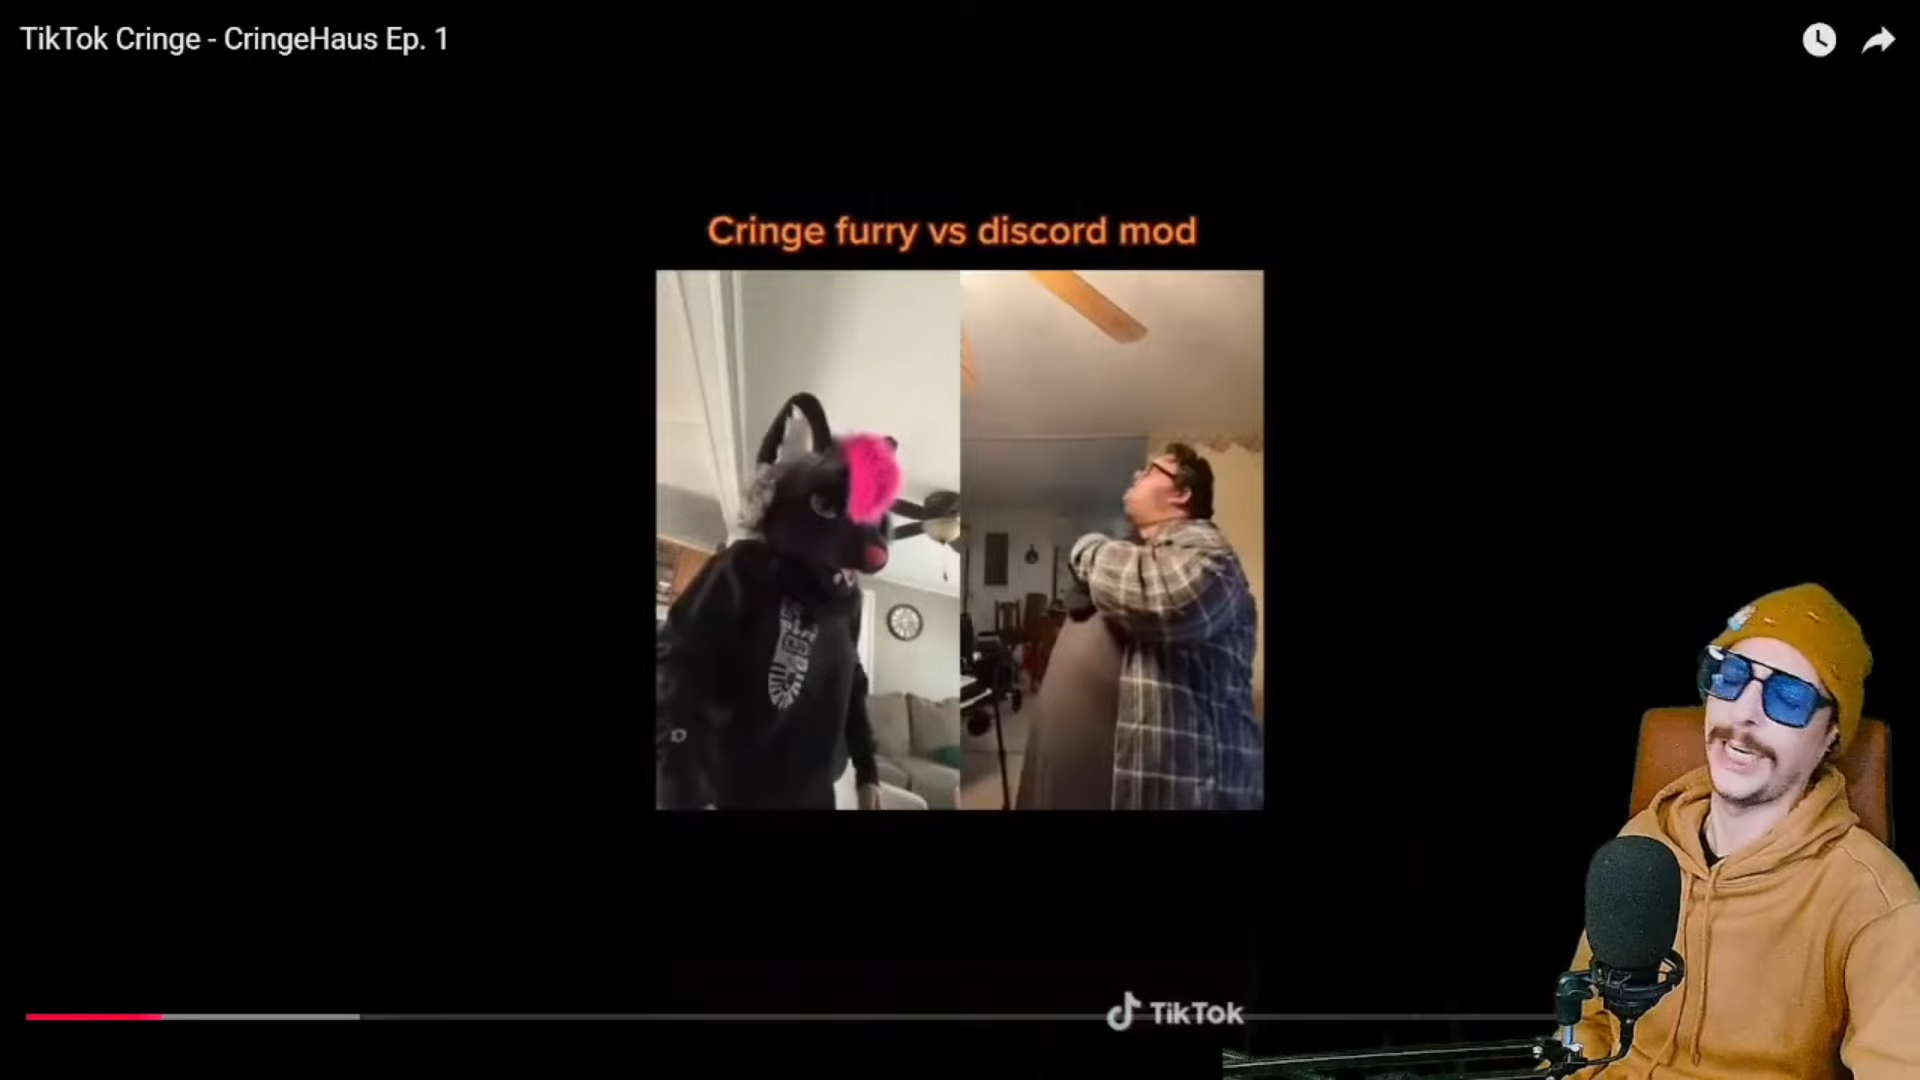 TikTok Cringe - CringeHaus Ep. 1
Cringe furry vs discord mod
TikTok